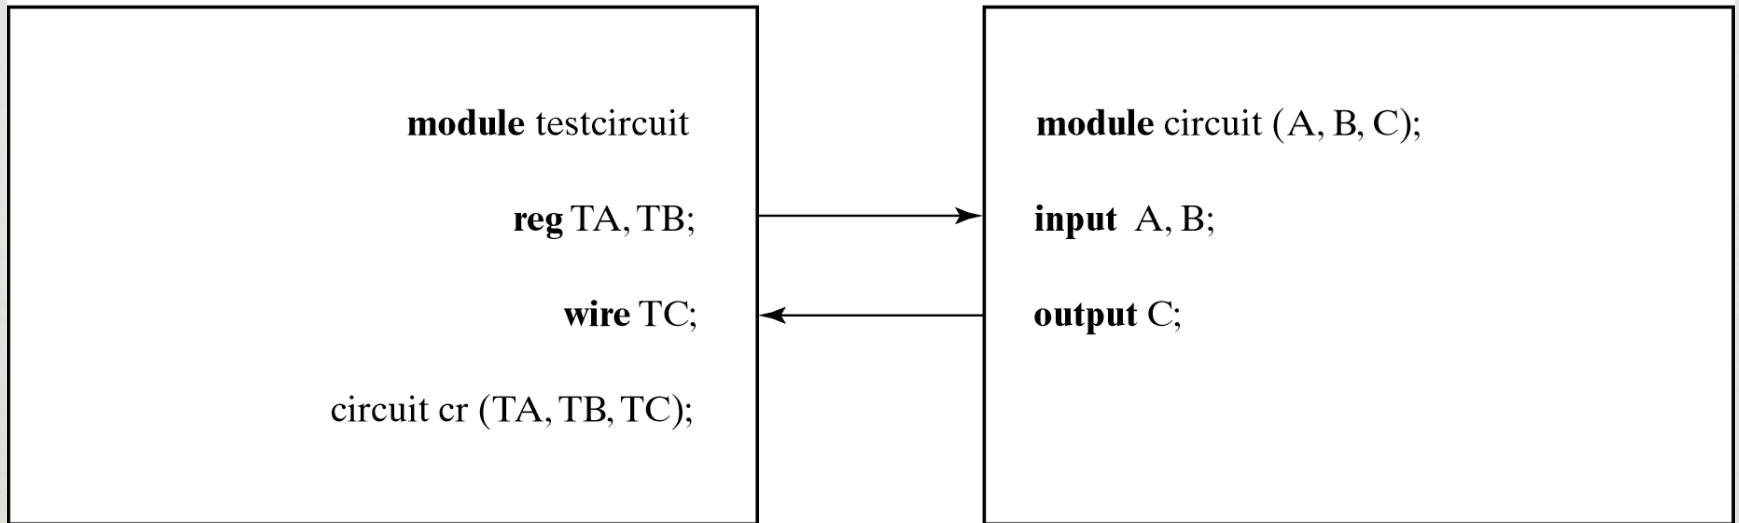 module testcircuit
reg TA, TB;
wire TC;
circuit cr (TA, TB, TC);
module circuit (A, B, C);
input A, B;
output C;